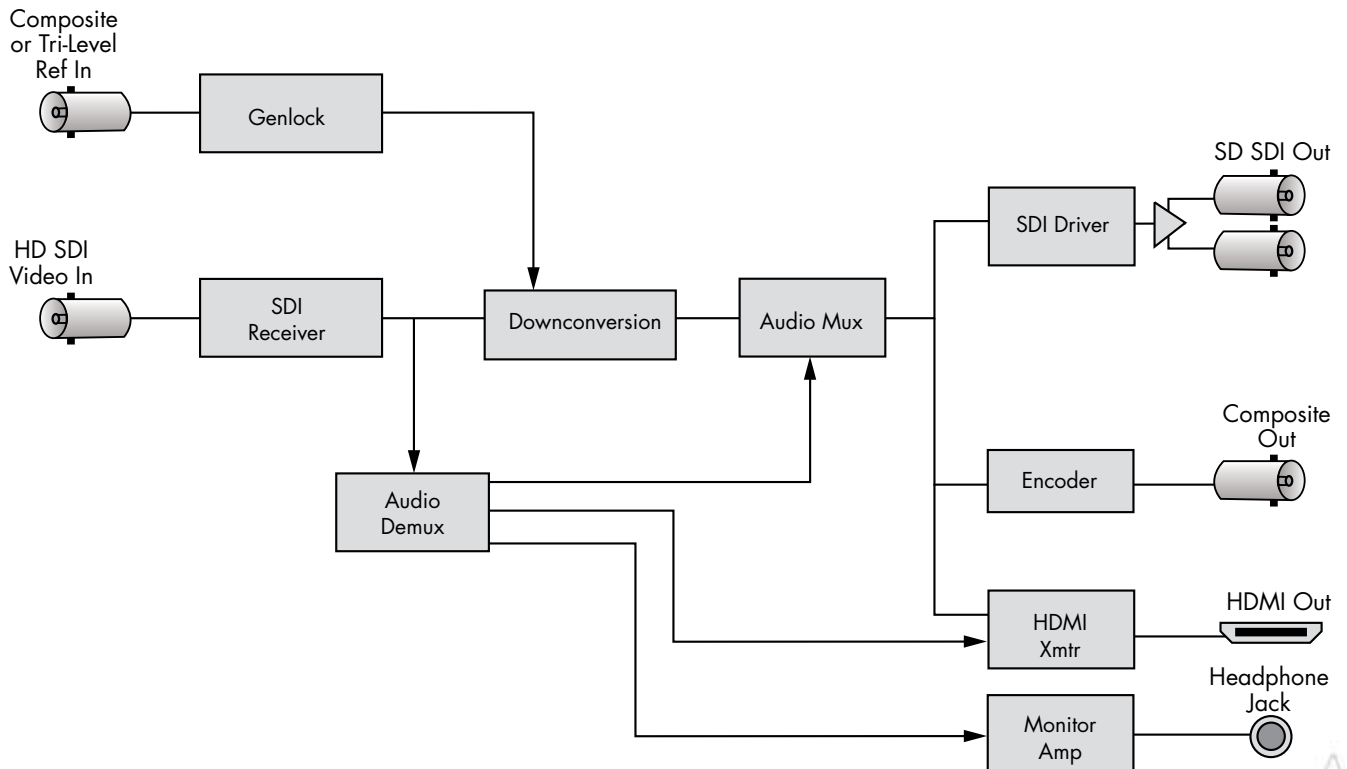 Composite
or Tri-Level
Ref In
Genlock
SD SDI Out
SDI Driver
HD SDI
Video In
SDI
Receiver
Downconversion
Audio Mux
Composite
Out
Encoder
Audio
Demux
HDMI Out
HDMI
Xmtr
Headphone
Jack
Monitor
Amp